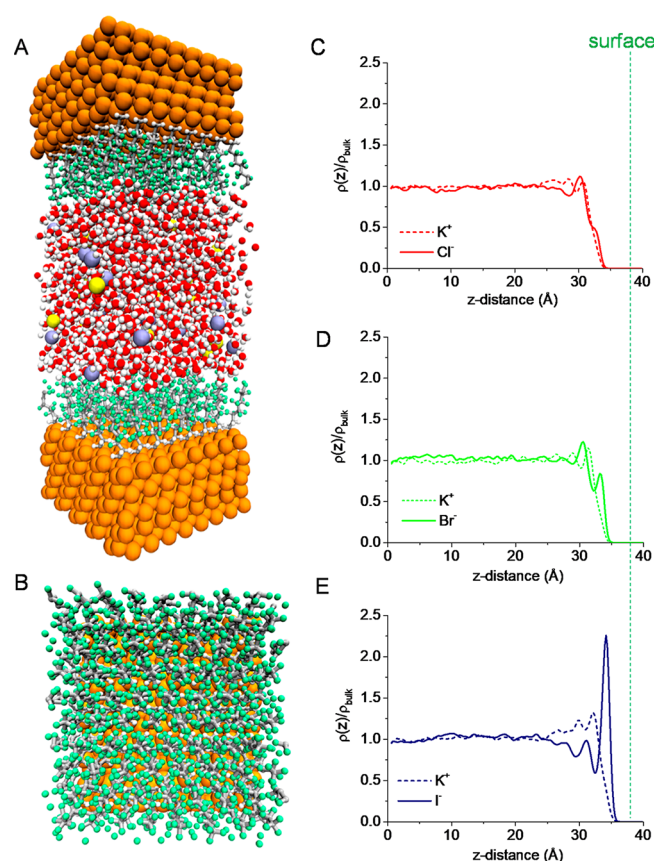 A
B
C
surface
ρ(z)/ρbulk
2.5
2.0
1.5
1.0
0.5
0.0
K+
Cl-
0 10 20 30 40
z-distance (Å)
D
ρ(z)/ρbulk
2.5
2.0
1.5
1.0
0.5
0.0
K+
Br-
0 10 20 30 40
z-distance (Å)
E
ρ(z)/ρbulk
2.5
2.0
1.5
1.0
0.5
0.0
K+
I-
0 10 20 30 40
z-distance (Å)